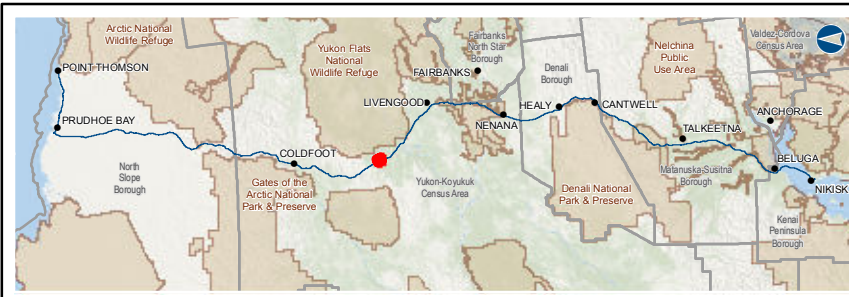 Arctic National
Wildlife Refuge
POINT THOMSON
PRUDHOE BAY
North
Slope
Borough
COLDFOOT
Gates of the
Arctic National
Park & Preserve
Yukon Flats
National
Wildlife Refuge
LIVENGOOD
FAIRBANKS
Fairbanks
North Star
Borough
Yukon-Koyukuk
Census Area
NENANA
HEALY
Denali
Borough
CANTWELL
Denali National
Park & Preserve
Nelchina
Public
Use Area
TALKEETNA
Matanuska-Susitna
Borough
Valdez-Cordova
Census Area
ANCHORAGE
BELUGA
NIKISKI
Kenai
Peninsula
Borough